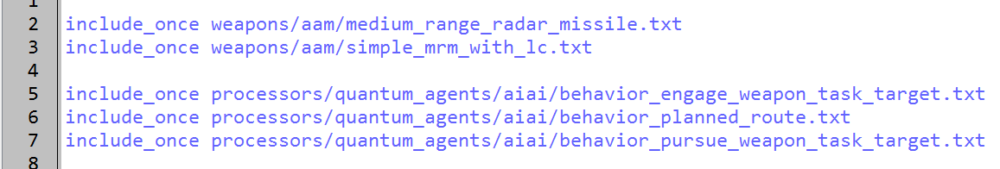 1
2 include_once weapons/aam/medium_range_radar_missile.txt
3 include_once weapons/aam/simple_mrm_with_lc.txt
4
5 include_once processors/quantum_agents/aiai/behavior_engage_weapon_task_target.txt
6 include_once processors/quantum_agents/aiai/behavior_planned_route.txt
7 include_once processors/quantum_agents/aiai/behavior_pursue_weapon_task_target.txt
8